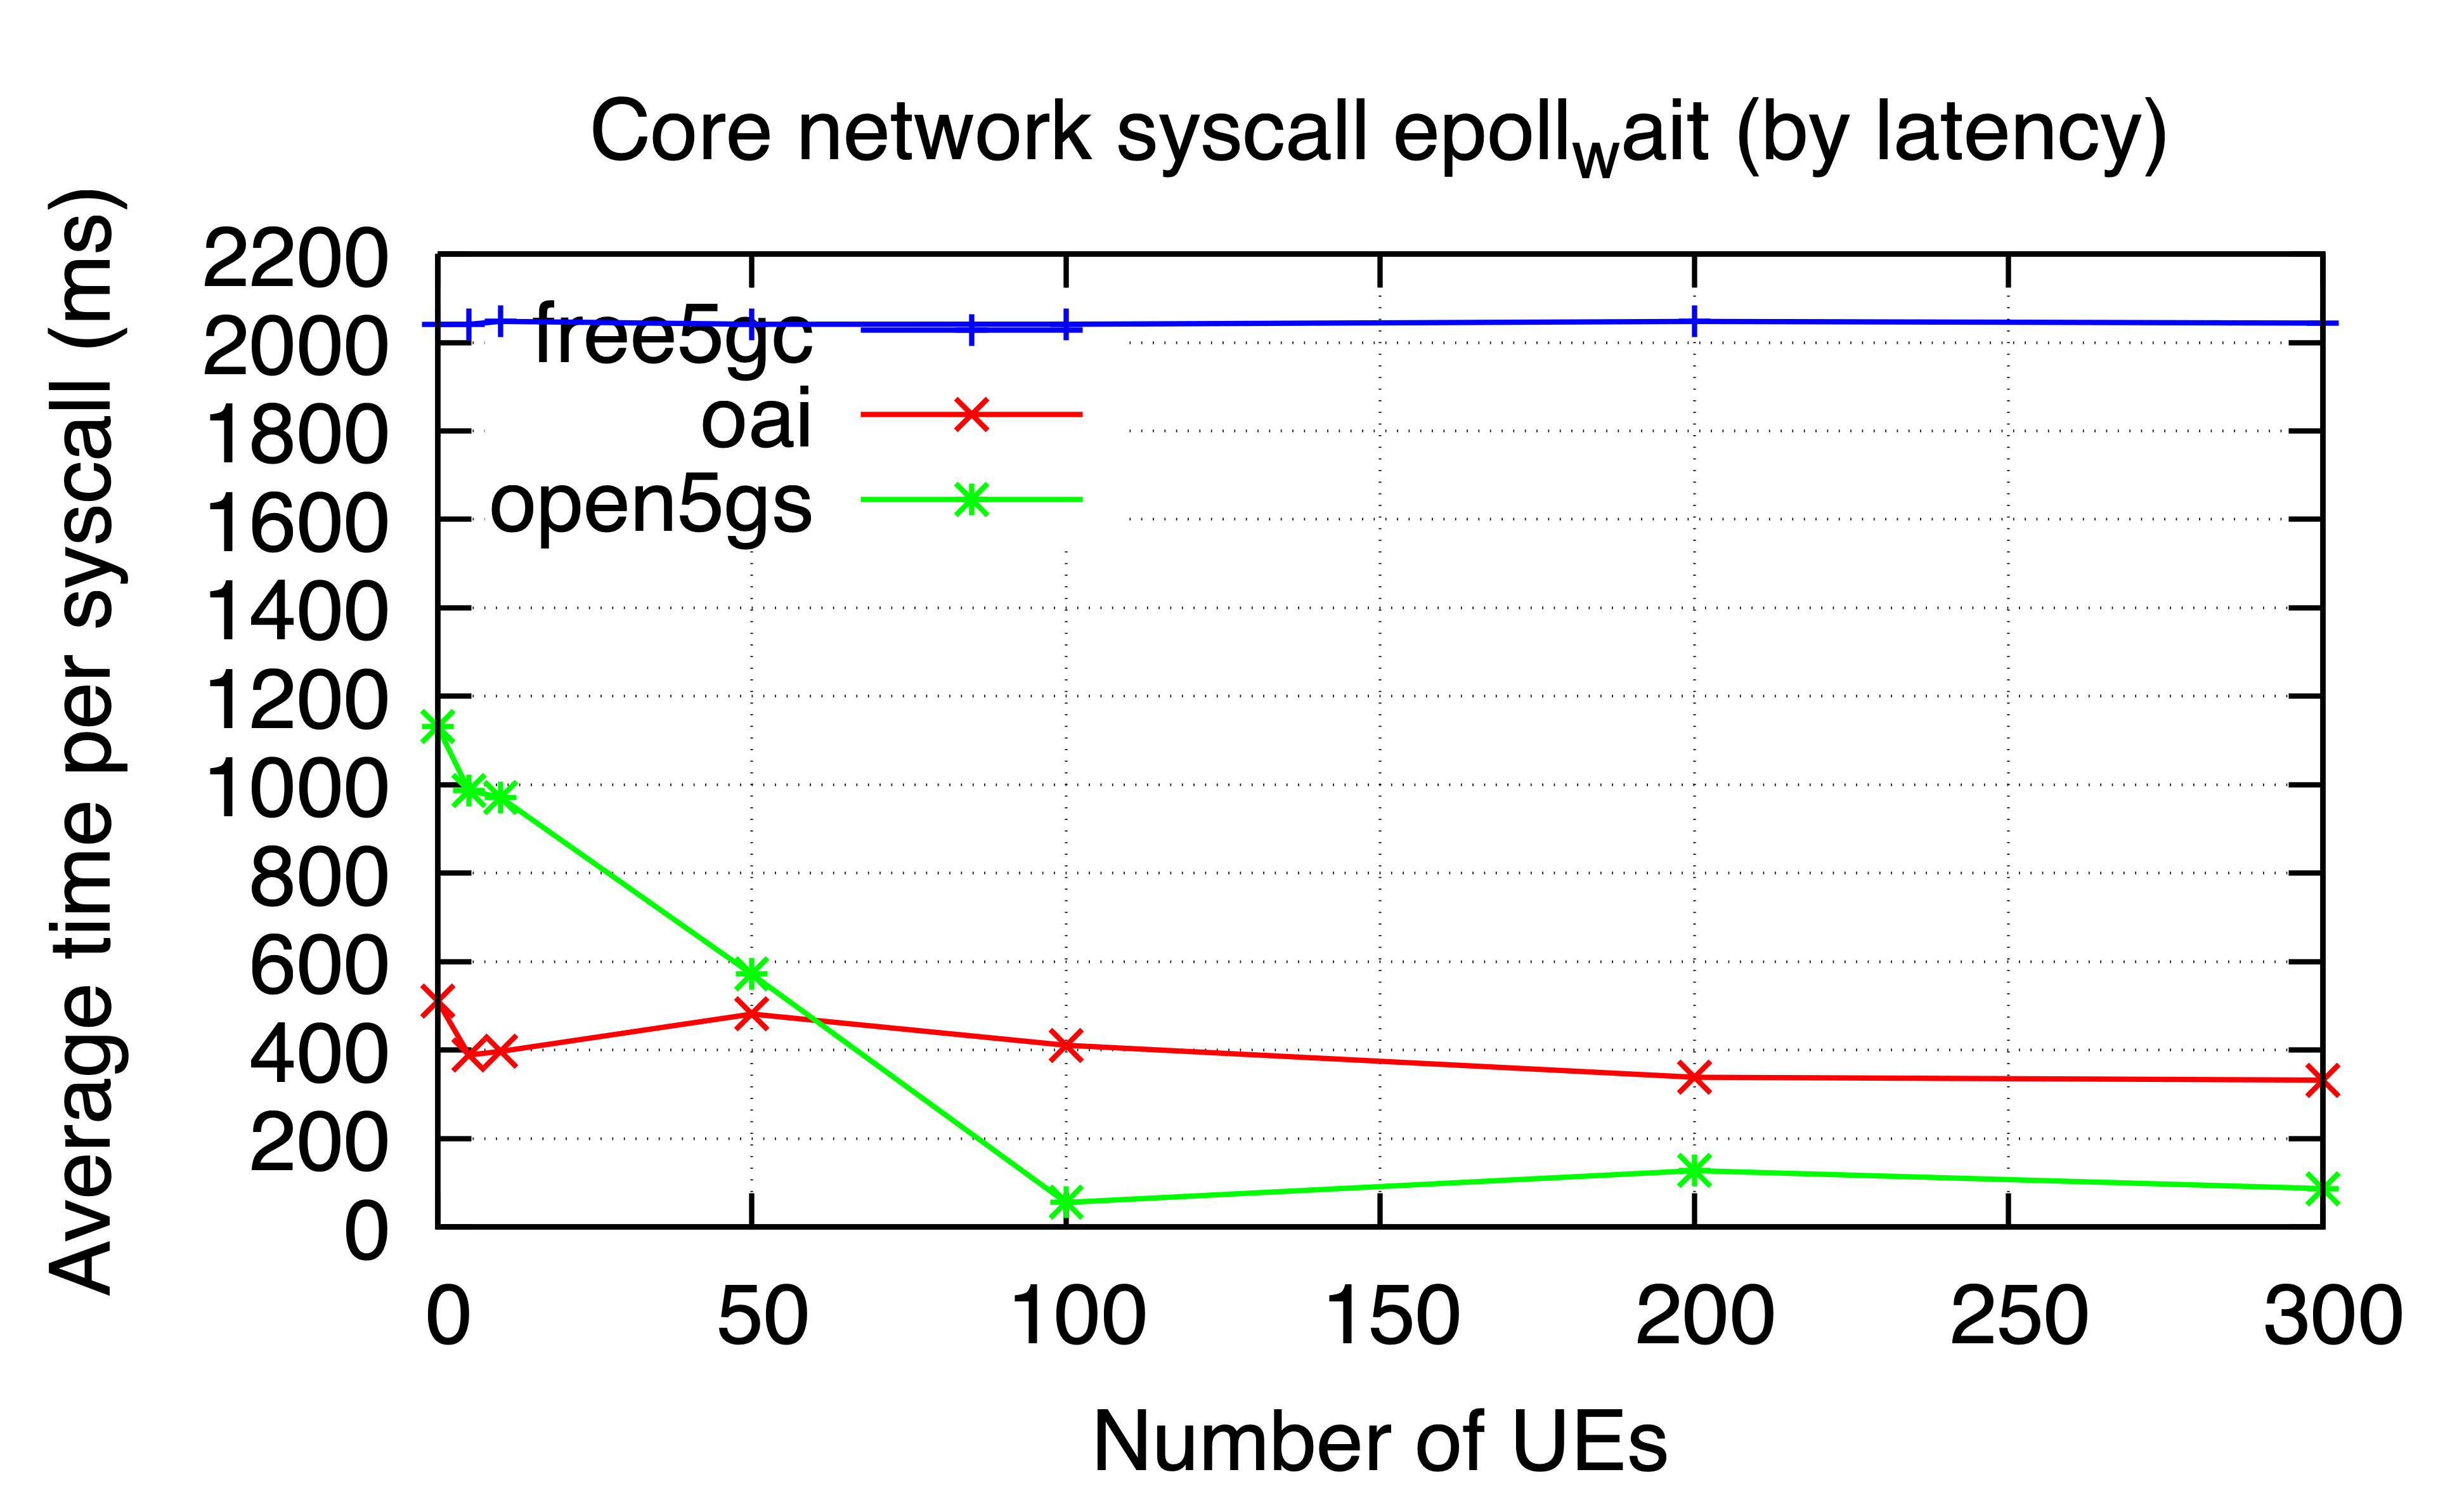 Core network syscall epollwait (by latency)
Average time per syscall (ms)
2200
2000
1800
1600
1400
1200
1000
800
600
400
200
0
free5gc
oai
open5gs
0 50 100 150 200 250 300
Number of UEs